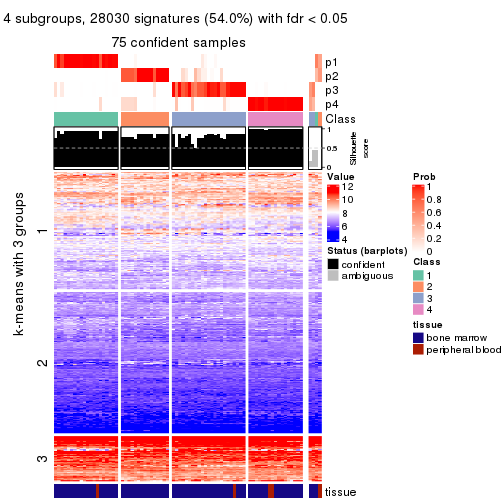 4 subgroups, 28030 signatures (54.0%) with fdr < 0.05
75 confident samples
p1
p2
p3
p4
Class
1
0.5
0
Silhouette
score
k-means with 3 groups
1
2
3
tissue
Value
12
10
8
6
4
Status (barplots)
confident
ambiguous
Prob
1
0.8
0.6
0.4
0.2
0
Class
1
2
3
4
tissue
bone marrow
peripheral blood